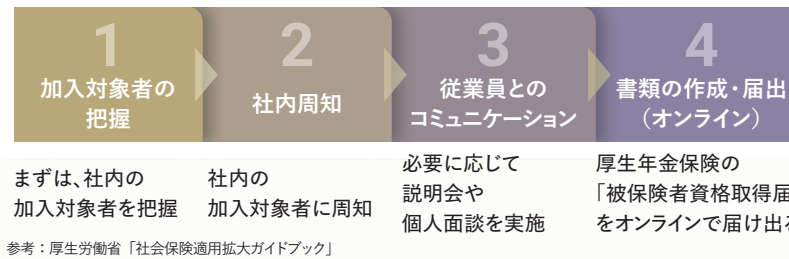 1
加入対象者の
把握
2
社内周知
3
従業員との
コミュニケーション
4
書類の作成・届出
（オンライン）
まずは、社内の
加入対象者を把握
社内の
加入対象者に周知
必要に応じて
説明会や
個人面談を実施
厚生年金保険の
「被保険者資格取得届
をオンラインで届け出
参考：厚生労働省「社会保険適用拡大ガイドブック」